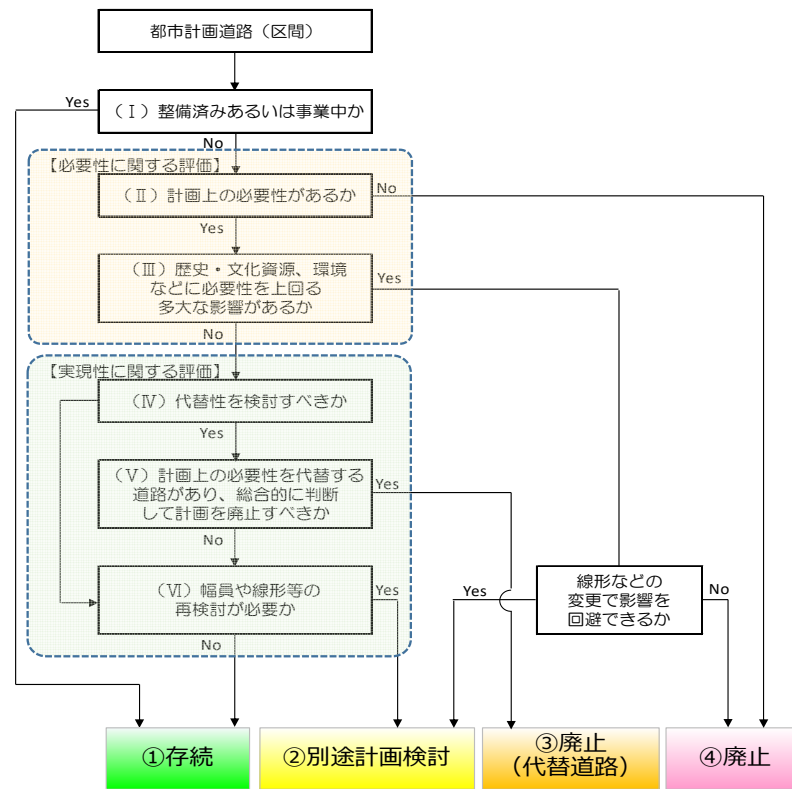 都市計画道路（区間）
Yes
（Ⅰ）整備済みあるいは事業中か
No
【必要性に関する評価】
（Ⅱ）計画上の必要性があるか
No
Yes
（Ⅲ）歴史・文化資源、環境
などに必要性を上回る
多大な影響があるか
Yes
No
【実現性に関する評価】
（Ⅳ）代替性を検討すべきか
Yes
（Ⅴ）計画上の必要性を代替する
道路があり、総合的に判断
して計画を廃止すべきか
Yes
No
（Ⅵ）幅員や線形等の
再検討が必要か
Yes
No
Yes
線形などの
変更で影響を
回避できるか
No
①存続
②別途計画検討
③廃止
（代替道路）
④廃止